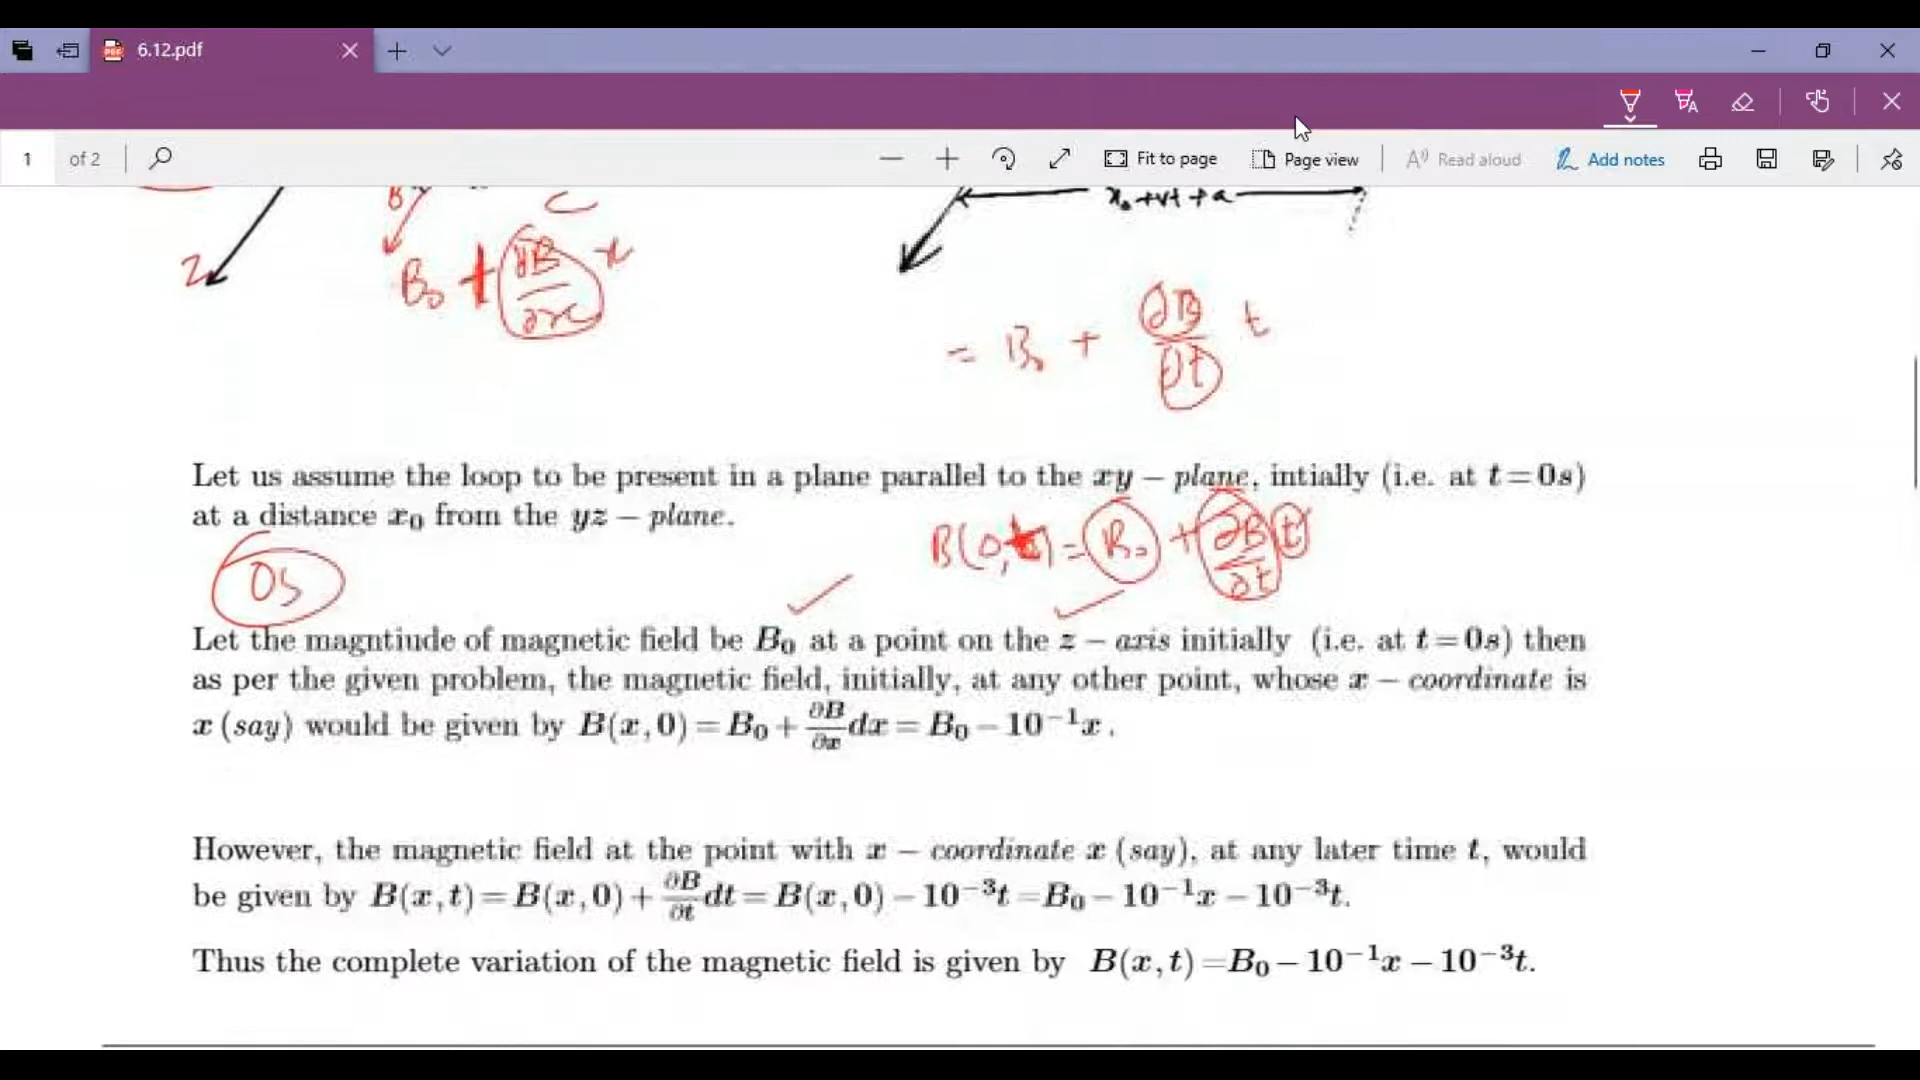 6.12.pdf
1 of 2 Fit to page Page view Read aloud Add notes
B C x₀+vt+a
Z B₀ + ∂B/∂x x
= B₀ + ∂B/∂t t
Let us assume the loop to be present in a plane parallel to the xy – plane, intially (i.e. at t=0s)
at a distance x₀ from the yz – plane.
B(0,t) = B₀ + ∂B/∂t t
0s
Let the magntiude of magnetic field be B₀ at a point on the z – axis initially (i.e. at t=0s) then
as per the given problem, the magnetic field, initially, at any other point, whose x – coordinate is
x (say) would be given by B(x,0)=B₀+∂B/∂x dx=B₀–10⁻¹x.
However, the magnetic field at the point with x – coordinate x (say), at any later time t, would
be given by B(x,t)=B(x,0)+∂B/∂t dt=B(x,0)–10⁻³t=B₀–10⁻¹x–10⁻³t.
Thus the complete variation of the magnetic field is given by B(x,t)=B₀–10⁻¹x–10⁻³t.